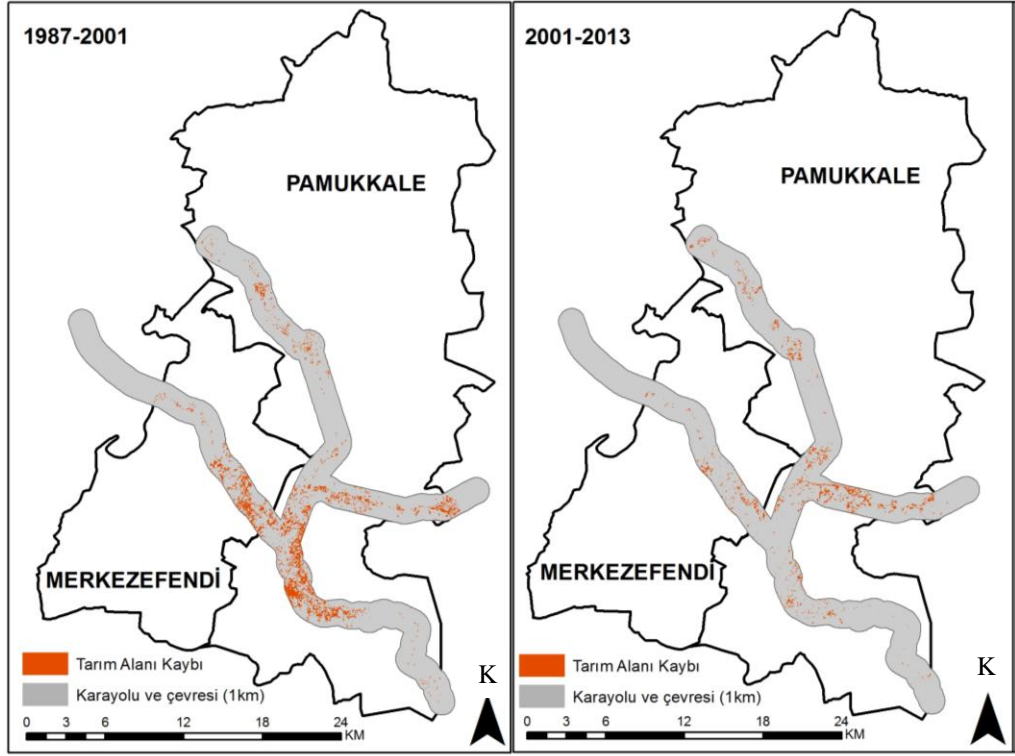 1987-2001
PAMUKKALE
MERKEZEFENDİ
Tarım Alanı Kaybı
Karayolu ve çevresi (1km)
K
0 3 6 12 18 24
KM
2001-2013
PAMUKKALE
MERKEZEFENDİ
Tarım Alanı Kaybı
Karayolu ve çevresi (1km)
K
0 3 6 12 18 24
KM